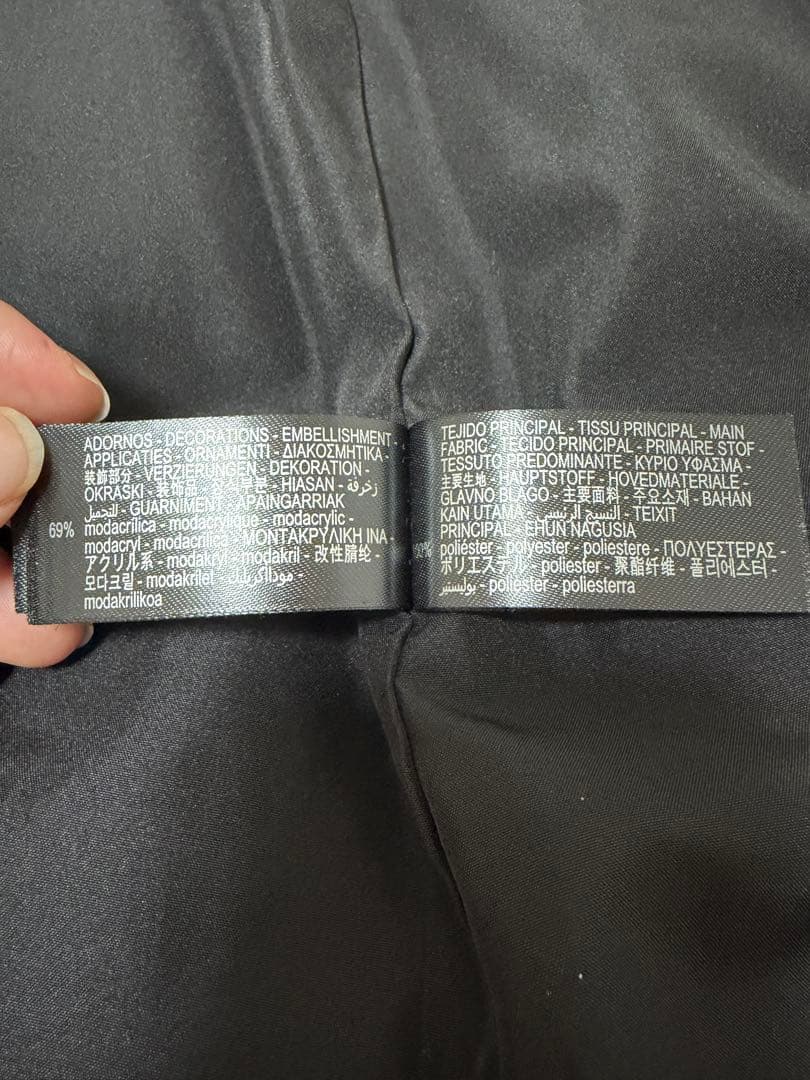 ADORNOS - DECORATIONS - EMBELLISHMENT -
APPLICATIES - ORNAMENTI - ΔΙΑΚΟΣΜΗΤΙΚΑ -
装飾部分 - VERZIERUNGEN - DEKORATION -
OKRASKI - 装饰品 - 장식부분 - HIASAN - زخرفة -
للتجميل - GUARNIMENT - APAINGARRIAK
69% modacrílica - modacrylique - modacrylic -
modacryl - modacrilica - ΜΟΝΤΑΚΡΥΛΙΚΗ ΙΝΑ -
アクリル系 - modakryl - modakril - 改性腈纶 -
모다크릴 - modakrilet - موداكريليك -
modakrilikoa
TEJIDO PRINCIPAL - TISSU PRINCIPAL - MAIN
FABRIC - TECIDO PRINCIPAL - PRIMAIRE STOF -
TESSUTO PREDOMINANTE - ΚΥΡΙΟ ΥΦΑΣΜΑ -
主要生地 - HAUPTSTOFF - HOVEDMATERIALE -
GLAVNO BLAGO - 主要面料 - 주요소재 - BAHAN
KAIN UTAMA - النسيج الرئيسي - TEIXIT
PRINCIPAL - EHUN NAGUSIA
poliéster - polyester - poliestere - ΠΟΛΥΕΣΤΕΡΑΣ -
ポリエステル - poliester - 聚酯纤维 - 폴리에스터 -
بوليستير - poliester - poliesterra